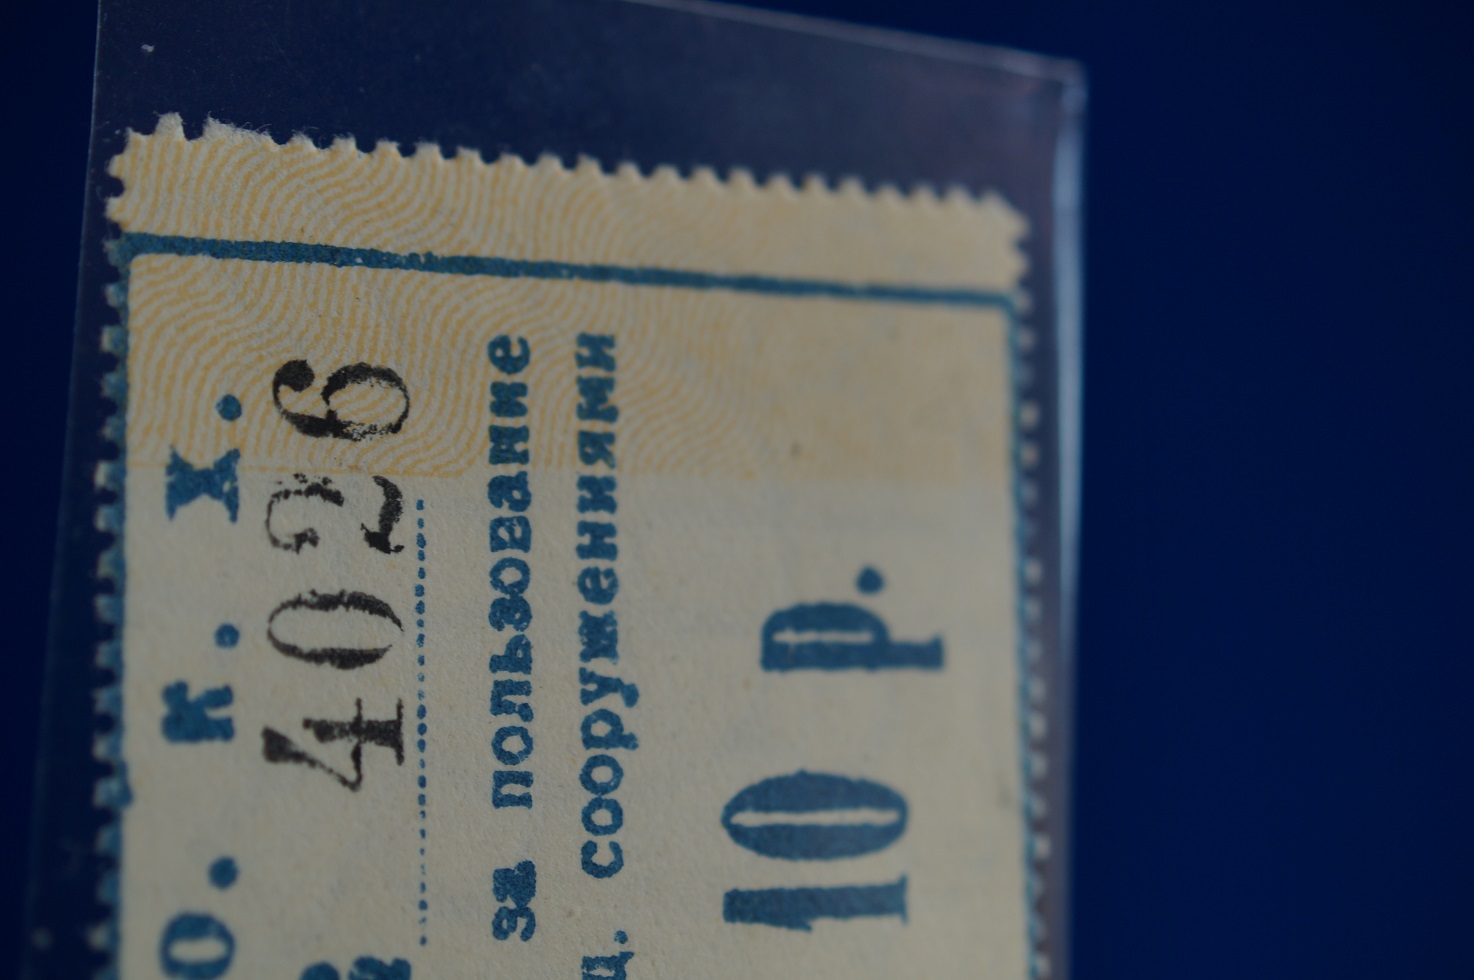 О. К. Х.
4026
за пользование
ц. сооружениями
10 р.